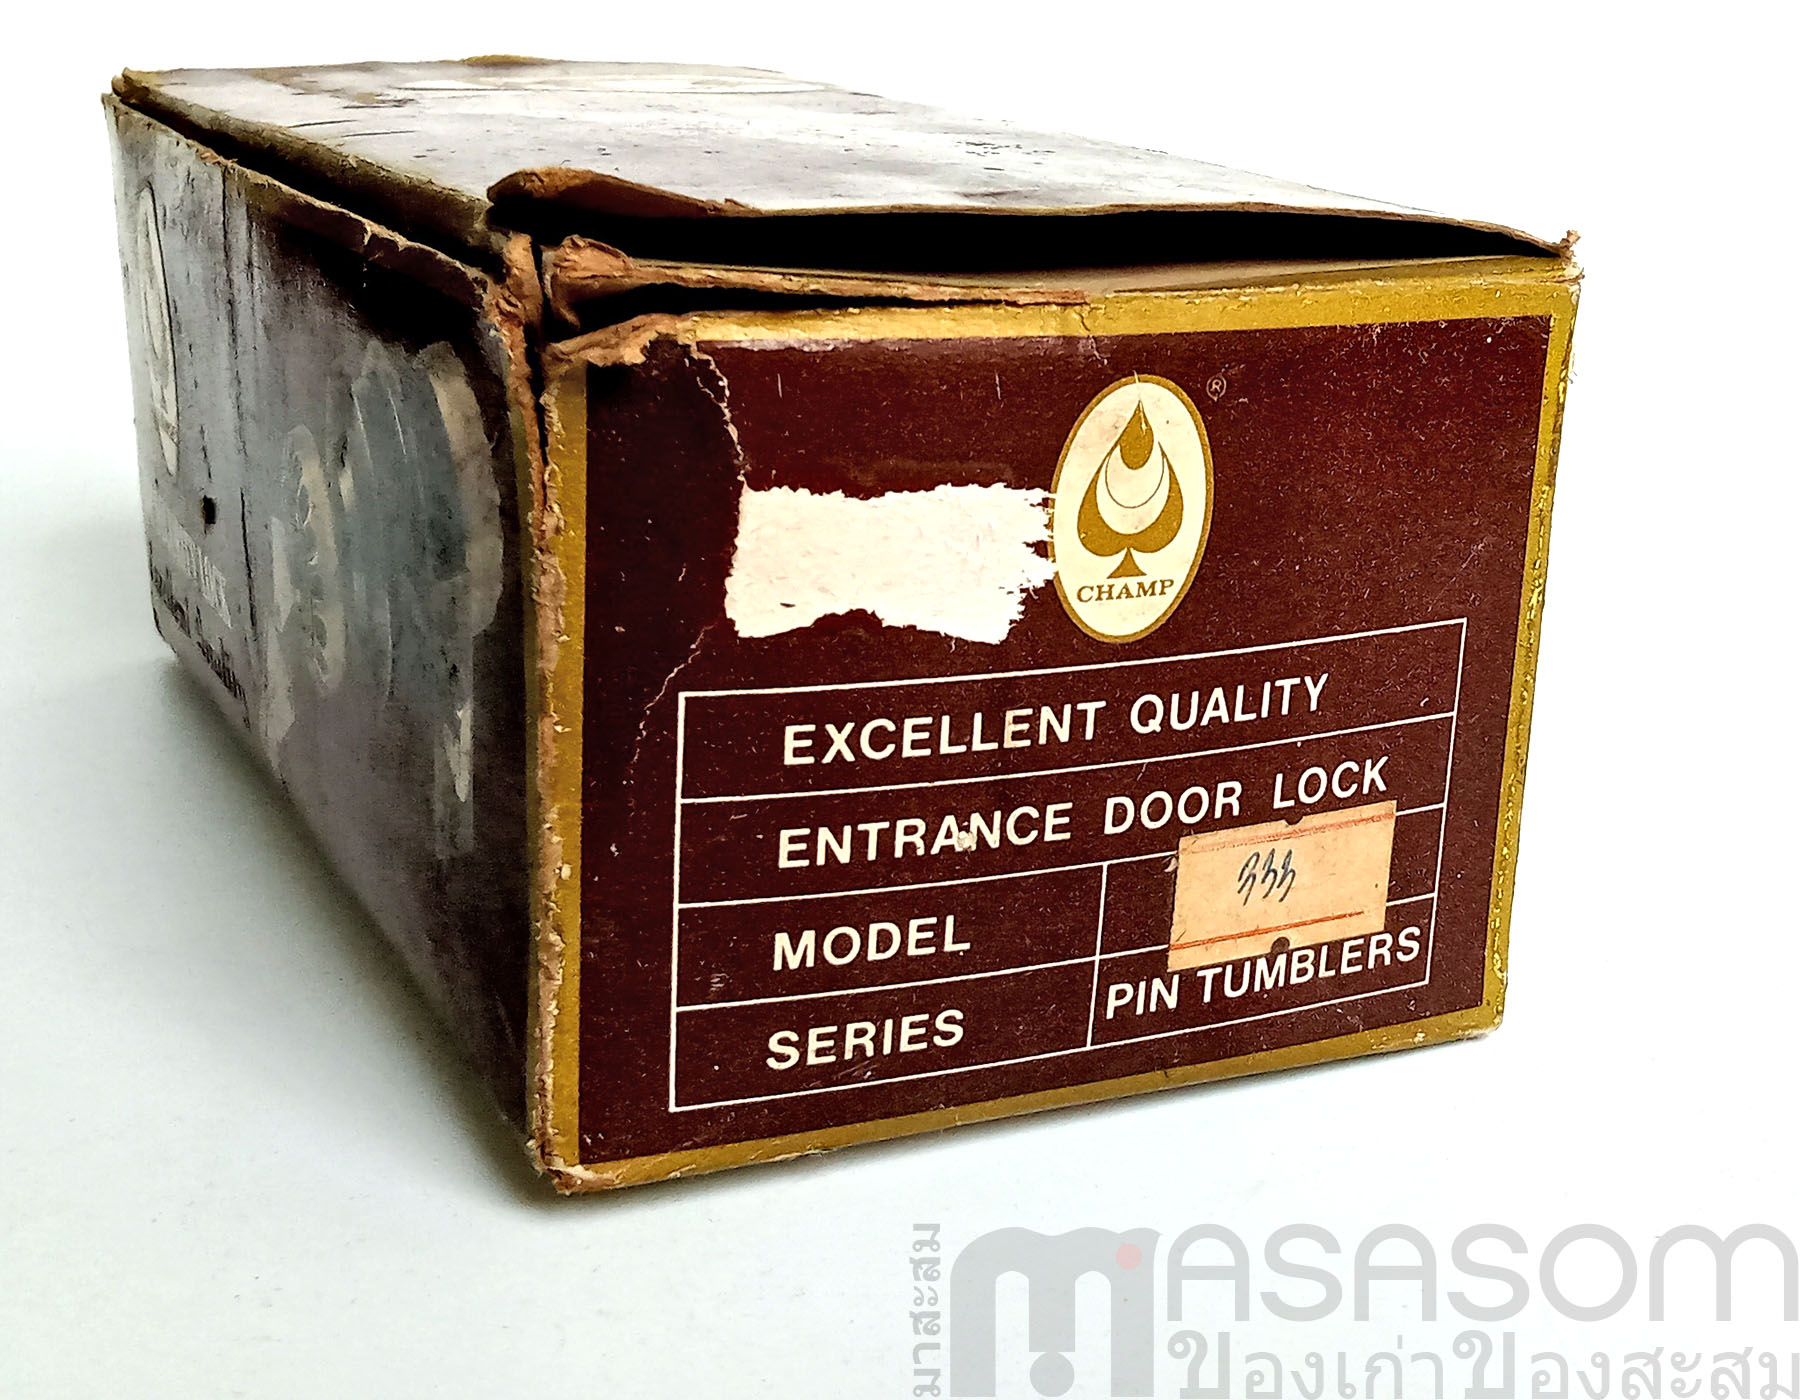 ®
CHAMP
EXCELLENT QUALITY
ENTRANCE DOOR LOCK
MODEL
333
SERIES
PIN TUMBLERS
มาสะสม
mASASOM
ของเก่าของสะสม